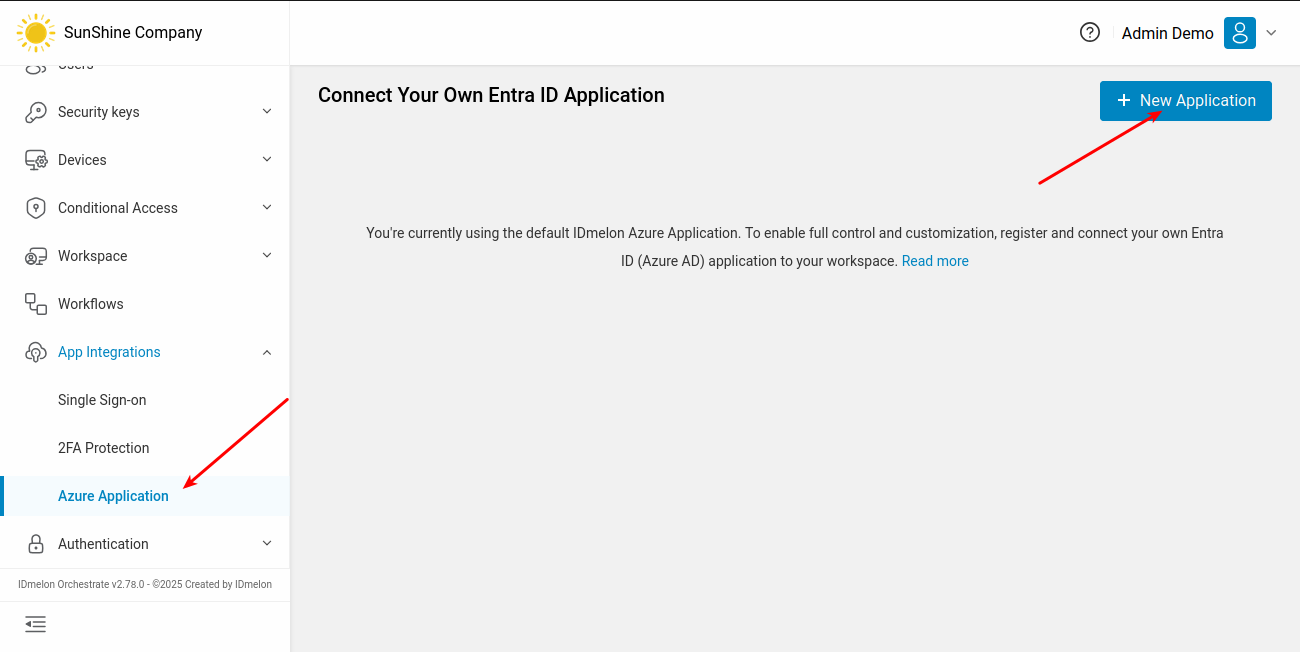 SunShine Company
Admin Demo
Users
Security keys
Devices
Conditional Access
Workspace
Workflows
App Integrations
Single Sign-on
2FA Protection
Azure Application
Authentication
IDmelon Orchestrate v2.78.0 - ©2025 Created by IDmelon
Connect Your Own Entra ID Application
+ New Application
You're currently using the default IDmelon Azure Application. To enable full control and customization, register and connect your own Entra
ID (Azure AD) application to your workspace. Read more